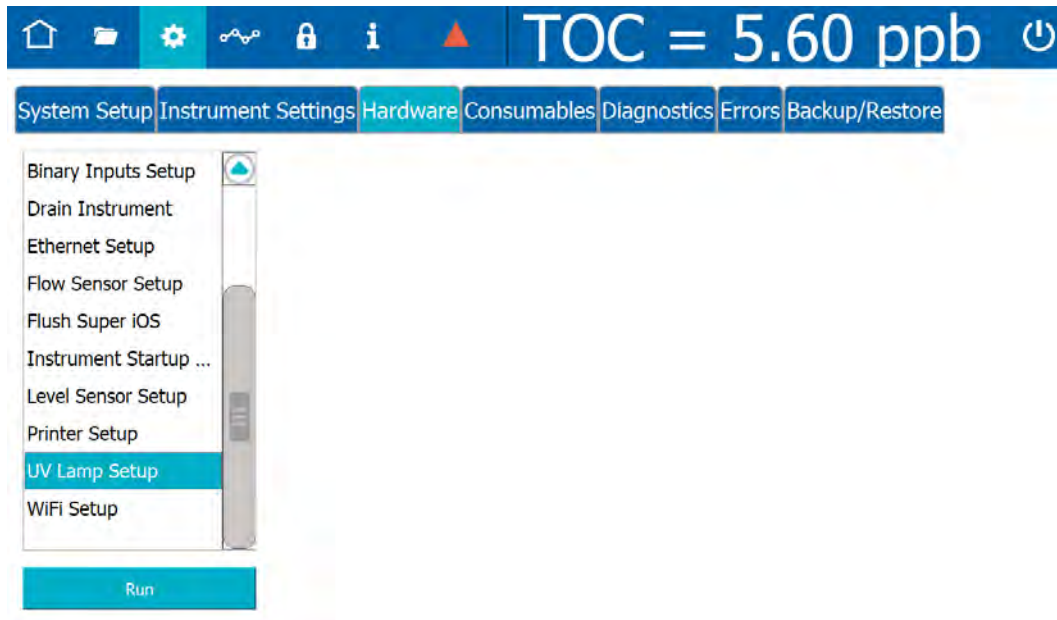 TOC = 5.60 ppb
System Setup Instrument Settings Hardware Consumables Diagnostics Errors Backup/Restore
Binary Inputs Setup
Drain Instrument
Ethernet Setup
Flow Sensor Setup
Flush Super iOS
Instrument Startup ...
Level Sensor Setup
Printer Setup
UV Lamp Setup
WiFi Setup
Run